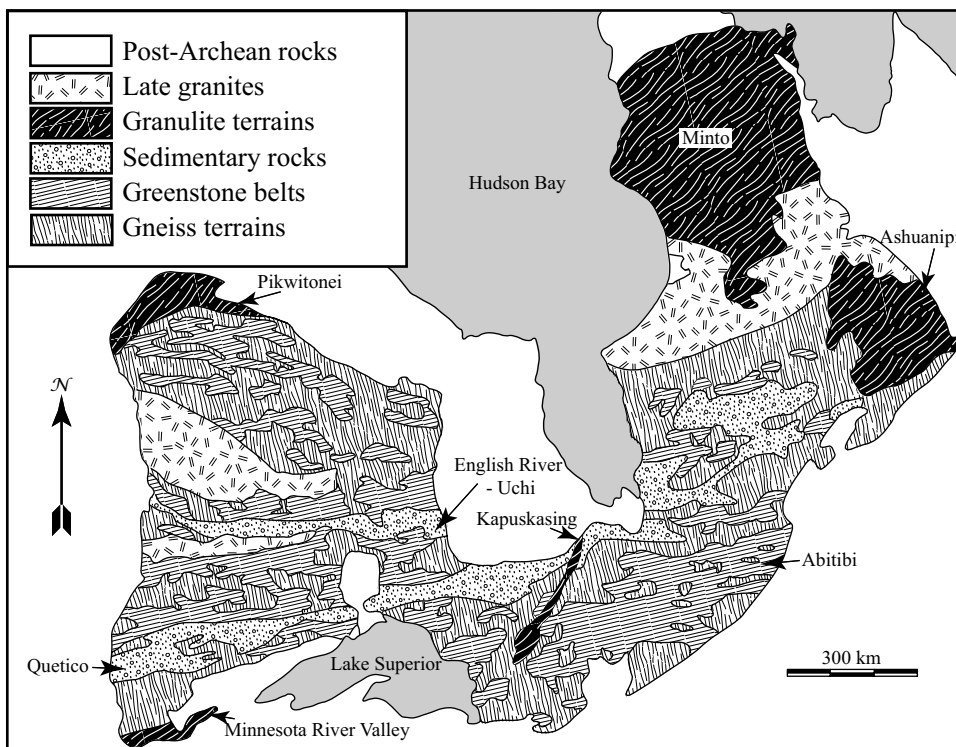 Post-Archean rocks
Late granites
Granulite terrains
Sedimentary rocks
Greenstone belts
Gneiss terrains
Minto
Hudson Bay
Ashuanipi
Pikwitonei
N
English River
- Uchi
Kapuskasing
Abitibi
Quetico
Lake Superior
300 km
Minnesota River Valley